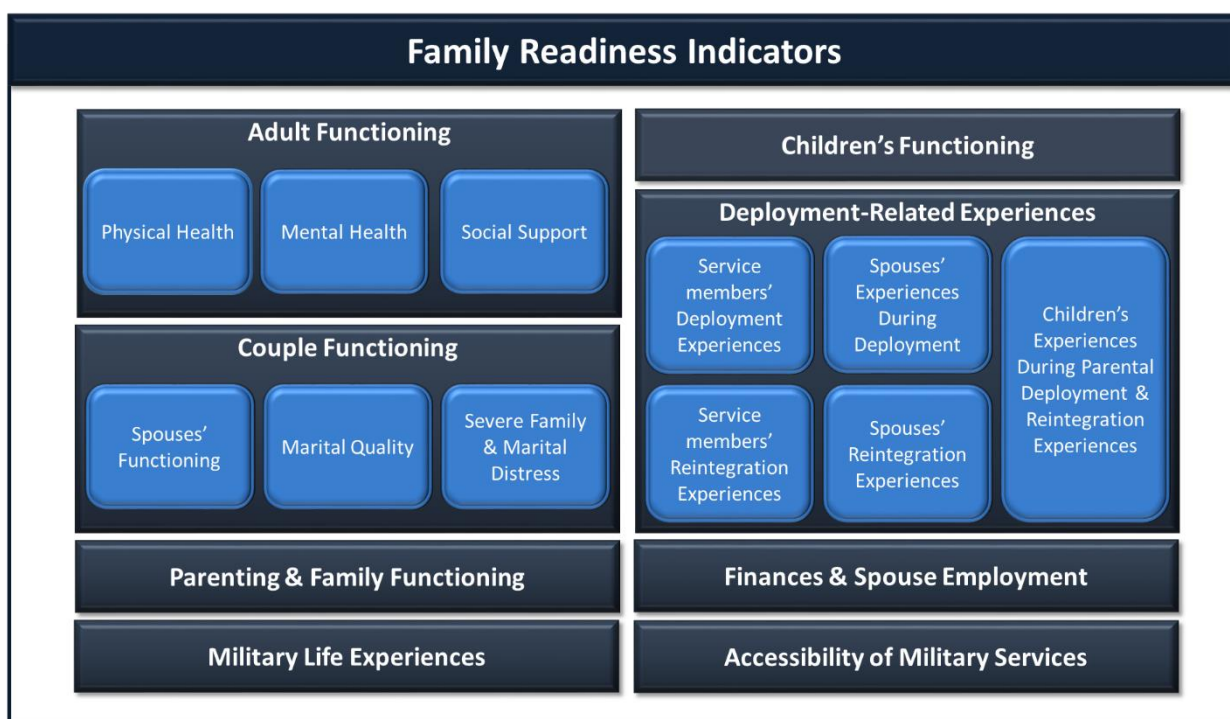 Family Readiness Indicators
Adult Functioning
Physical Health
Mental Health
Social Support
Couple Functioning
Spouses'
Functioning
Marital Quality
Severe Family
& Marital
Distress
Parenting & Family Functioning
Military Life Experiences
Children's Functioning
Deployment-Related Experiences
Service
members'
Deployment
Experiences
Spouses'
Experiences
During
Deployment
Service
members'
Reintegration
Experiences
Spouses'
Reintegration
Experiences
Children's
Experiences
During Parental
Deployment &
Reintegration
Experiences
Finances & Spouse Employment
Accessibility of Military Services